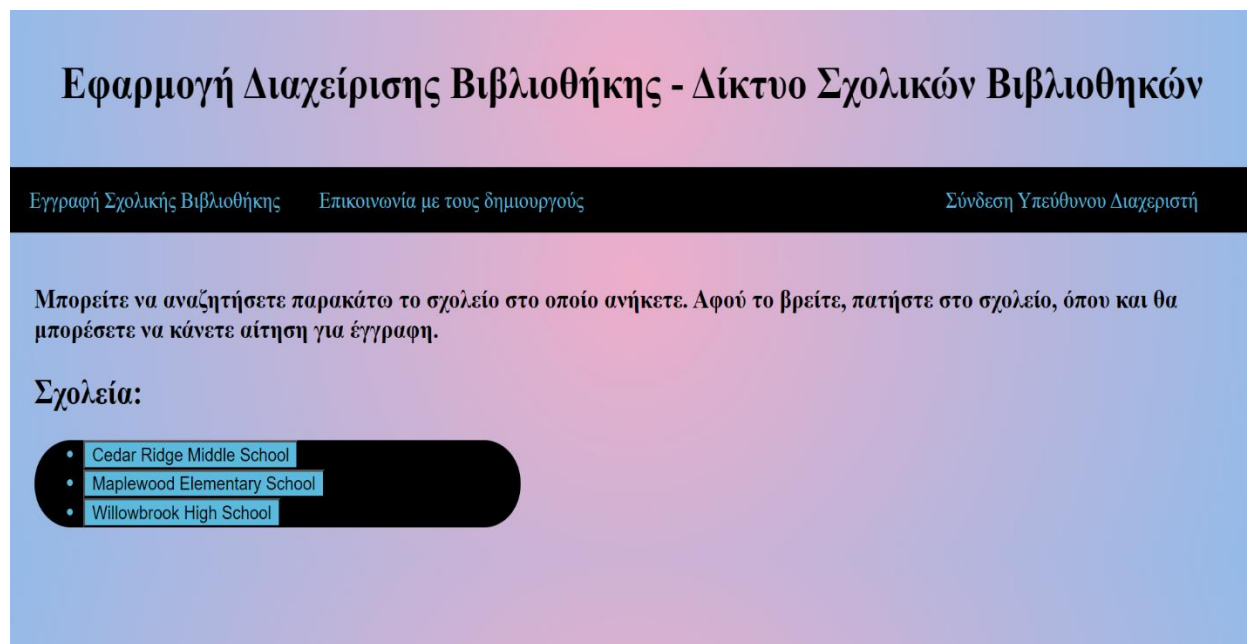 Εφαρμογή Διαχείρισης Βιβλιοθήκης - Δίκτυο Σχολικών Βιβλιοθηκών
Εγγραφή Σχολικής Βιβλιοθήκης Επικοινωνία με τους δημιουργούς Σύνδεση Υπεύθυνου Διαχεριστή
Μπορείτε να αναζητήσετε παρακάτω το σχολείο στο οποίο ανήκετε. Αφού το βρείτε, πατήστε στο σχολείο, όπου και θα
μπορέσετε να κάνετε αίτηση για έγγραφη.
Σχολεία:
• Cedar Ridge Middle School
• Maplewood Elementary School
• Willowbrook High School